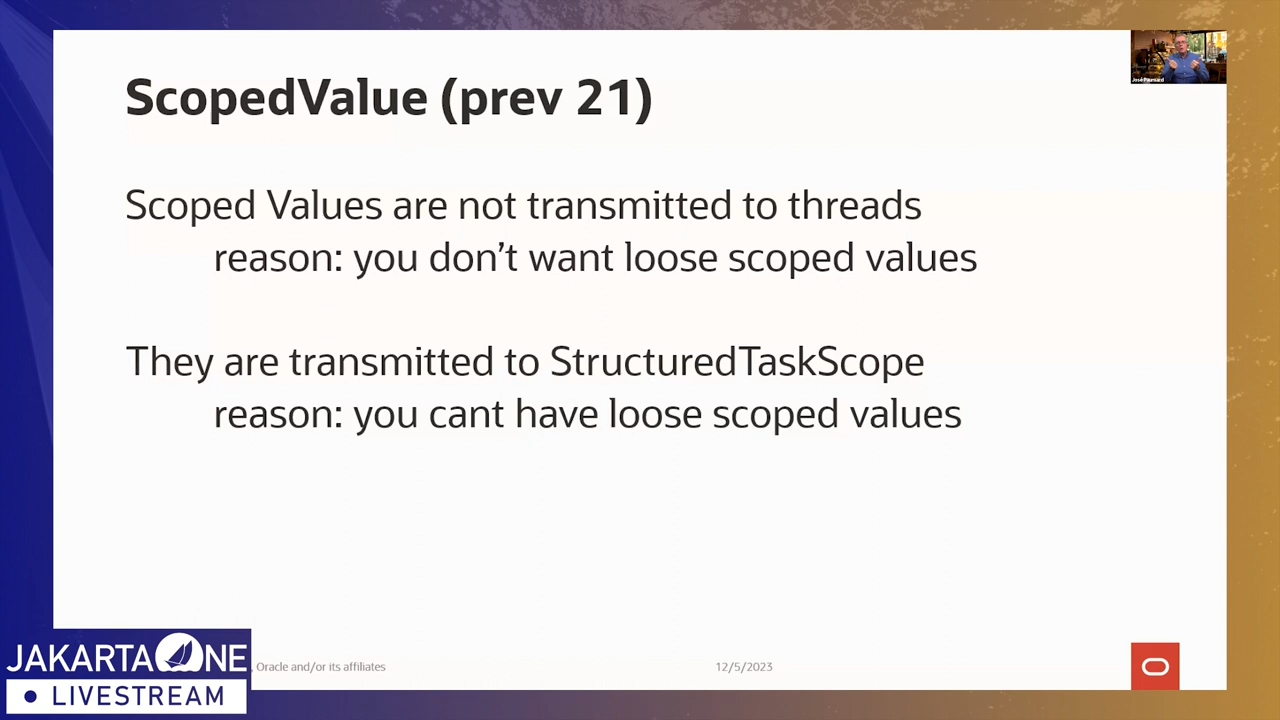 ScopedValue (prev 21)
José Paumard
Scoped Values are not transmitted to threads
reason: you don’t want loose scoped values
They are transmitted to StructuredTaskScope
reason: you cant have loose scoped values
JAKARTA ONE
LIVESTREAM
, Oracle and/or its affiliates
12/5/2023